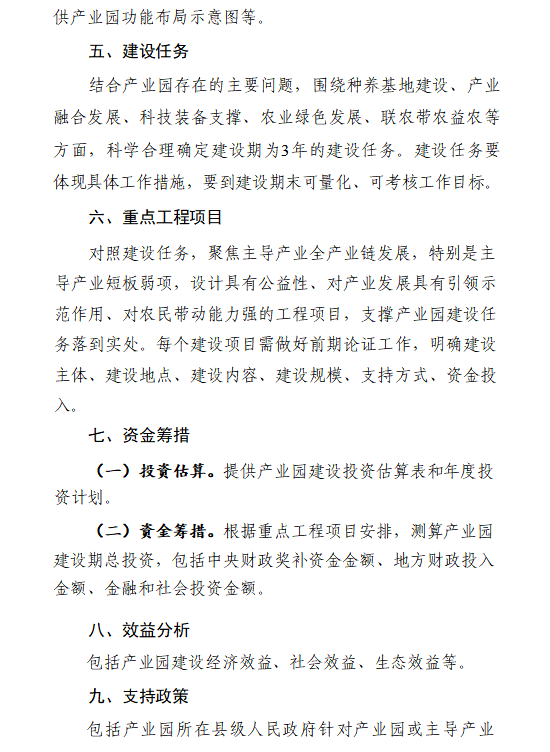 供产业园功能布局示意图等。
五、建设任务
结合产业园存在的主要问题，围绕种养基地建设、产业
融合发展、科技装备支撑、农业绿色发展、联农带农益农等
方面，科学合理确定建设期为3年的建设任务。建设任务要
体现具体工作措施，要到建设期末可量化、可考核工作目标。
六、重点工程项目
对照建设任务，聚焦主导产业全产业链发展，特别是主
导产业短板弱项，设计具有公益性、对产业发展具有引领示
范作用、对农民带动能力强的工程项目，支撑产业园建设任
务落到实处。每个建设项目需做好前期论证工作，明确建设
主体、建设地点、建设内容、建设规模、支持方式、资金投
入。
七、资金筹措
（一）投资估算。提供产业园建设投资估算表和年度投
资计划。
（二）资金筹措。根据重点工程项目安排，测算产业园
建设期总投资，包括中央财政奖补资金金额、地方财政投入
金额、金融和社会投资金额。
八、效益分析
包括产业园建设经济效益、社会效益、生态效益等。
九、支持政策
包括产业园所在县级人民政府针对产业园或主导产业